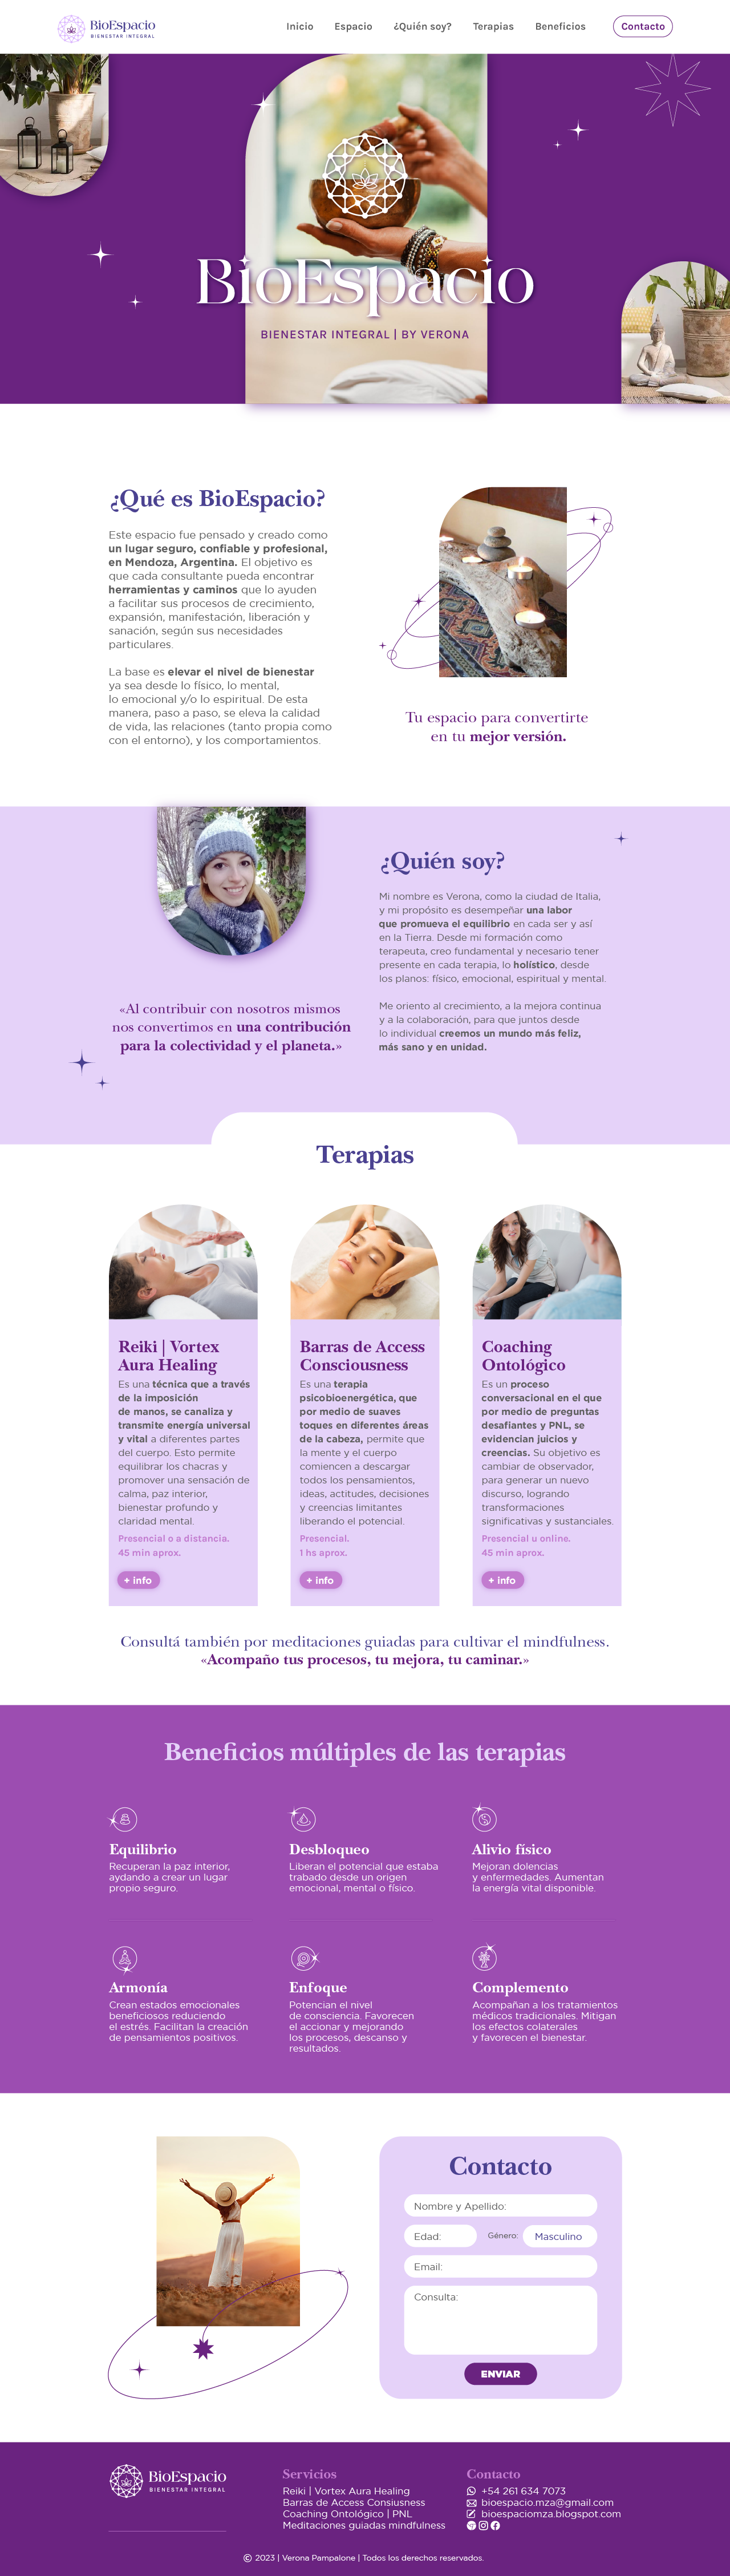 BioEspacio
BIENESTAR INTEGRAL
Inicio
Espacio
¿Quién soy?
Terapias
Beneficios
Contacto
BioEspacio
BIENESTAR INTEGRAL | BY VERONA
¿Qué es BioEspacio?
Este espacio fue pensado y creado como
un lugar seguro, confiable y profesional,
en Mendoza, Argentina. El objetivo es
que cada consultante pueda encontrar
herramientas y caminos que lo ayuden
a facilitar sus procesos de crecimiento,
expansión, manifestación, liberación y
sanación, según sus necesidades
particulares.
La base es elevar el nivel de bienestar
ya sea desde lo físico, lo mental,
lo emocional y/o lo espiritual. De esta
manera, paso a paso, se eleva la calidad
de vida, las relaciones (tanto propia como
con el entorno), y los comportamientos.
Tu espacio para convertirte
en tu mejor versión.
«Al contribuir con nosotros mismos
nos convertimos en una contribución
para la colectividad y el planeta.»
¿Quién soy?
Mi nombre es Verona, como la ciudad de Italia,
y mi propósito es desempeñar una labor
que promueva el equilibrio en cada ser y así
en la Tierra. Desde mi formación como
terapeuta, creo fundamental y necesario tener
presente en cada terapia, lo holístico, desde
los planos: físico, emocional, espiritual y mental.
Me oriento al crecimiento, a la mejora continua
y a la colaboración, para que juntos desde
lo individual creemos un mundo más feliz,
más sano y en unidad.
Terapias
Reiki | Vortex
Aura Healing
Es una técnica que a través
de la imposición
de manos, se canaliza y
transmite energía universal
y vital a diferentes partes
del cuerpo. Esto permite
equilibrar los chacras y
promover una sensación de
calma, paz interior,
bienestar profundo y
claridad mental.
Presencial o a distancia.
45 min aprox.
+ info
Barras de Access
Consciousness
Es una terapia
psicobioenergética, que
por medio de suaves
toques en diferentes áreas
de la cabeza, permite que
la mente y el cuerpo
comiencen a descargar
todos los pensamientos,
ideas, actitudes, decisiones
y creencias limitantes
liberando el potencial.
Presencial.
1 hs aprox.
+ info
Coaching
Ontológico
Es un proceso
conversacional en el que
por medio de preguntas
desafiantes y PNL, se
evidencian juicios y
creencias. Su objetivo es
cambiar de observador,
para generar un nuevo
discurso, logrando
transformaciones
significativas y sustanciales.
Presencial u online.
45 min aprox.
+ info
Consultá también por meditaciones guiadas para cultivar el mindfulness.
«Acompaño tus procesos, tu mejora, tu caminar.»
Beneficios múltiples de las terapias
Equilibrio
Recuperan la paz interior,
aydando a crear un lugar
propio seguro.
Desbloqueo
Liberan el potencial que estaba
trabado desde un origen
emocional, mental o físico.
Alivio físico
Mejoran dolencias
y enfermedades. Aumentan
la energía vital disponible.
Armonía
Crean estados emocionales
beneficiosos reduciendo
el estrés. Facilitan la creación
de pensamientos positivos.
Enfoque
Potencian el nivel
de consciencia. Favorecen
el accionar y mejorando
los procesos, descanso y
resultados.
Complemento
Acompañan a los tratamientos
médicos tradicionales. Mitigan
los efectos colaterales
y favorecen el bienestar.
Contacto
Nombre y Apellido:
Edad:
Género:
Masculino
Email:
Consulta:
ENVIAR
BioEspacio
BIENESTAR INTEGRAL
Servicios
Reiki | Vortex Aura Healing
Barras de Access Consiusness
Coaching Ontológico | PNL
Meditaciones guiadas mindfulness
Contacto
+54 261 634 7073
bioespacio.mza@gmail.com
bioespaciomza.blogspot.com
© 2023 | Verona Pampalone | Todos los derechos reservados.